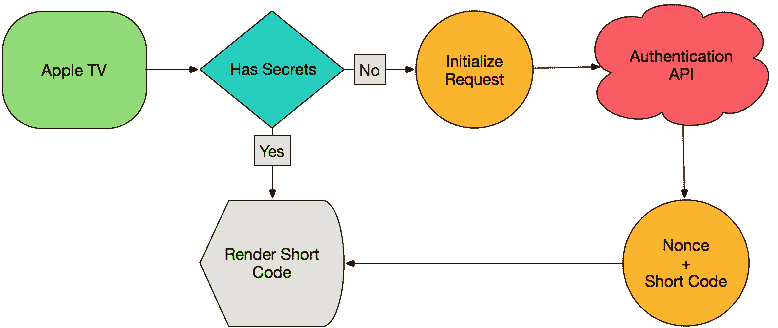 Apple TV
Has Secrets
No
Initialize
Request
Authentication
API
Yes
Render Short
Code
Nonce
+
Short Code